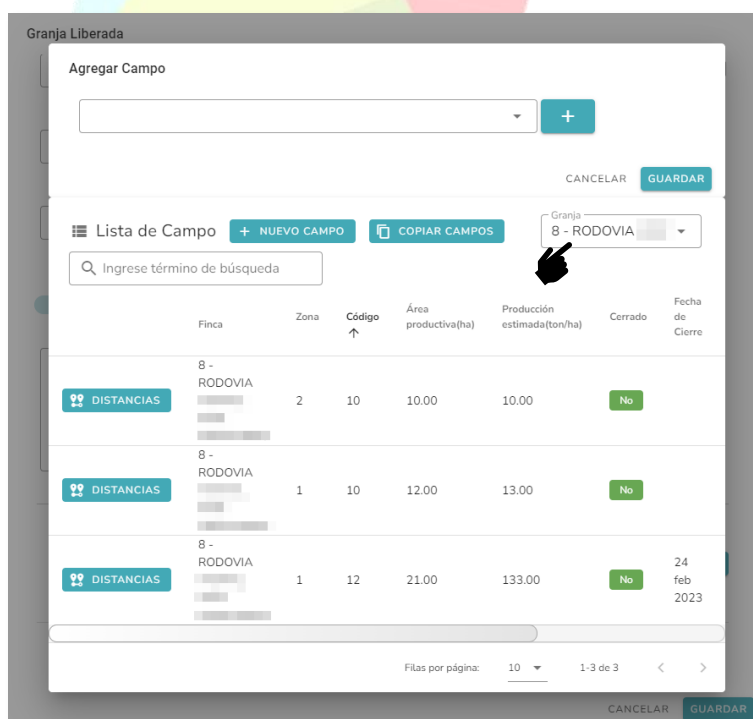 Granja Liberada
Agregar Campo
+
CANCELAR GUARDAR
Lista de Campo + NUEVO CAMPO COPIAR CAMPOS Granja
8 - RODOVIA
Ingrese término de búsqueda
Finca Zona Código ↑ Área productiva(ha) Producción estimada(ton/ha) Cerrado Fecha de Cierre
8 -
RODOVIA
DISTANCIAS 2 10 10.00 10.00 No
8 -
RODOVIA
DISTANCIAS 1 10 12.00 13.00 No
8 -
RODOVIA
DISTANCIAS 1 12 21.00 133.00 No 24 feb 2023
Filas por página: 10 1-3 de 3 < >
CANCELAR GUARDAR